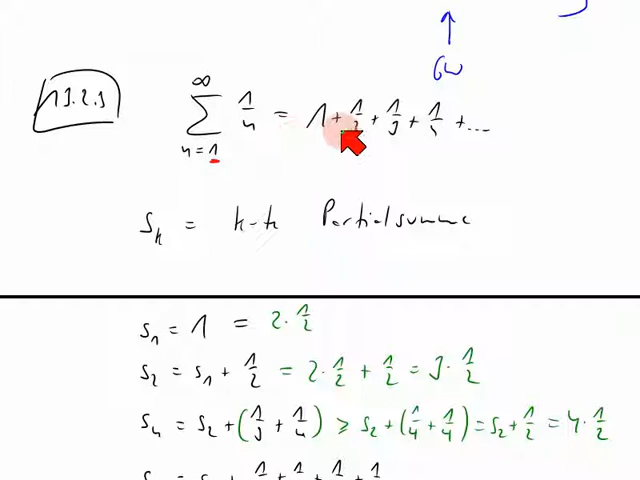 GW
13.2.3
∞ ∑ n=1 1/n = 1 + 1/2 + 1/3 + 1/4 + ...
S_k = k-te Partialsumme
S_1 = 1 = 2·1/2
S_2 = S_1 + 1/2 = 2·1/2 + 1/2 = 3·1/2
S_4 = S_2 + (1/3 + 1/4) ≥ S_2 + (1/4 + 1/4) = S_2 + 1/2 = 4·1/2